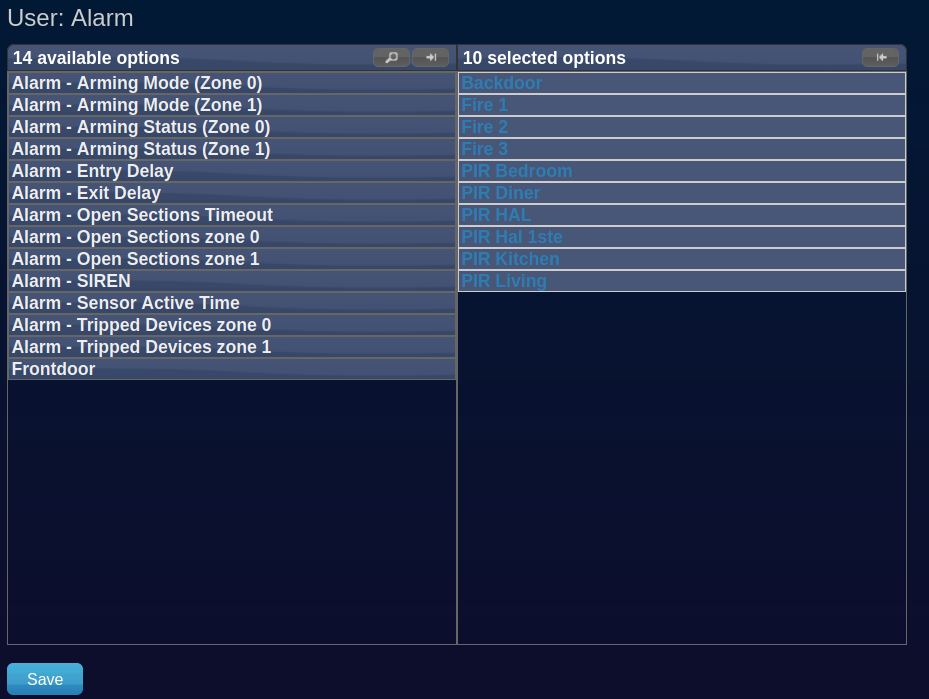 User: Alarm
14 available options
Alarm - Arming Mode (Zone 0)
Alarm - Arming Mode (Zone 1)
Alarm - Arming Status (Zone 0)
Alarm - Arming Status (Zone 1)
Alarm - Entry Delay
Alarm - Exit Delay
Alarm - Open Sections Timeout
Alarm - Open Sections zone 0
Alarm - Open Sections zone 1
Alarm - SIREN
Alarm - Sensor Active Time
Alarm - Tripped Devices zone 0
Alarm - Tripped Devices zone 1
Frontdoor
10 selected options
Backdoor
Fire 1
Fire 2
Fire 3
PIR Bedroom
PIR Diner
PIR HAL
PIR Hal 1ste
PIR Kitchen
PIR Living
Save